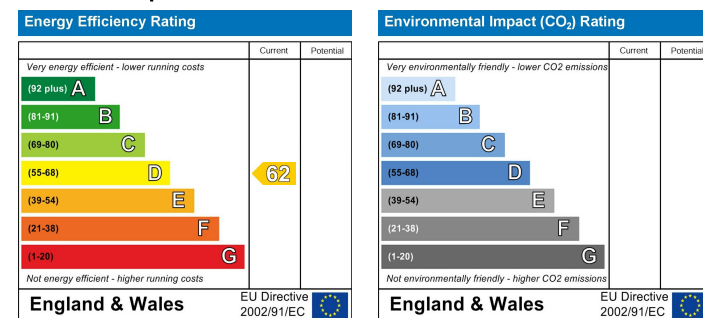 Energy Efficiency Rating
Current Potential
Very energy efficient - lower running costs
(92 plus) A
(81-91) B
(69-80) C
(55-68) D
62
(39-54) E
(21-38) F
(1-20) G
Not energy efficient - higher running costs
England & Wales
EU Directive
2002/91/EC
Environmental Impact (CO₂) Rating
Current Potential
Very environmentally friendly - lower CO2 emissions
(92 plus) A
(81-91) B
(69-80) C
(55-68) D
(39-54) E
(21-38) F
(1-20) G
Not environmentally friendly - higher CO2 emissions
England & Wales
EU Directive
2002/91/EC